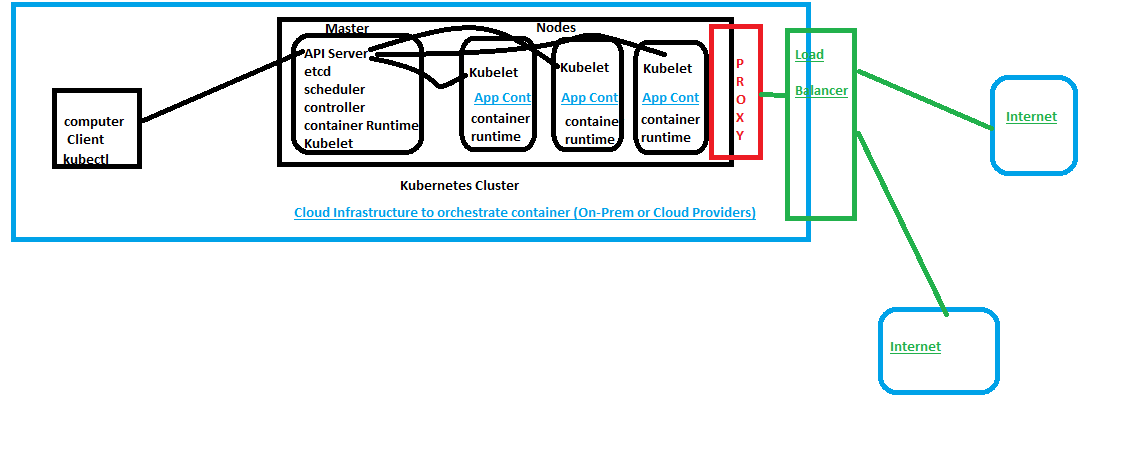 Master
Nodes
API Server
etcd
scheduler
controller
container Runtime
Kubelet
Kubelet
App Cont
container
runtime
Kubelet
App Cont
containe
runtime
Kubelet
App Cont
container
runtime
P
R
O
X
Y
Load
Balancer
Internet
computer
Client
kubectl
Kubernetes Cluster
Cloud Infrastructure to orchestrate container (On-Prem or Cloud Providers)
Internet